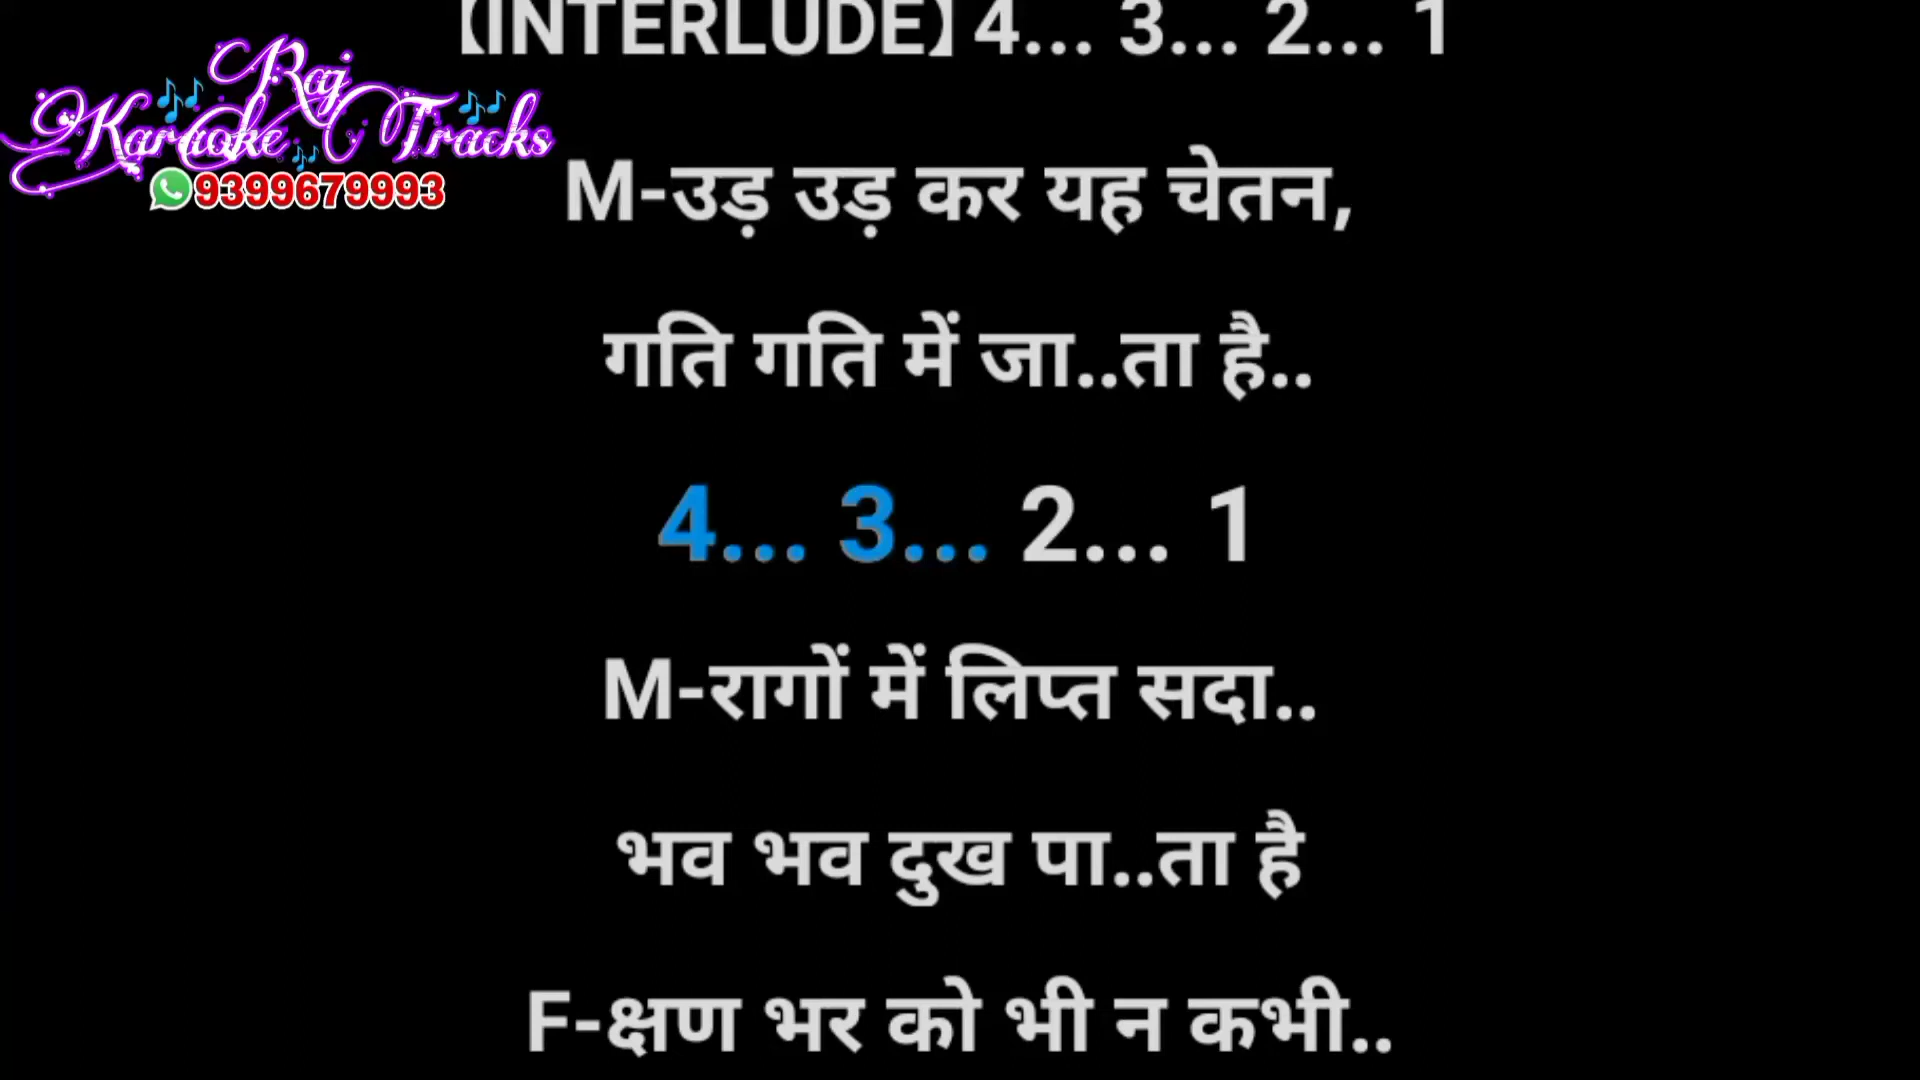 【INTERLUDE】4... 3... 2... 1
Raj
Karaoke Tracks
9399679993
M-उड़ उड़ कर यह चेतन,
गति गति में जा..ता है..
4... 3... 2... 1
M-रागों में लिप्त सदा..
भव भव दुख पा..ता है
F-क्षण भर को भी न कभी..